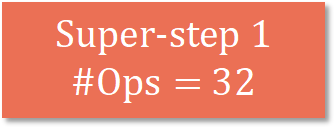 Super-step 1
#Ops = 32